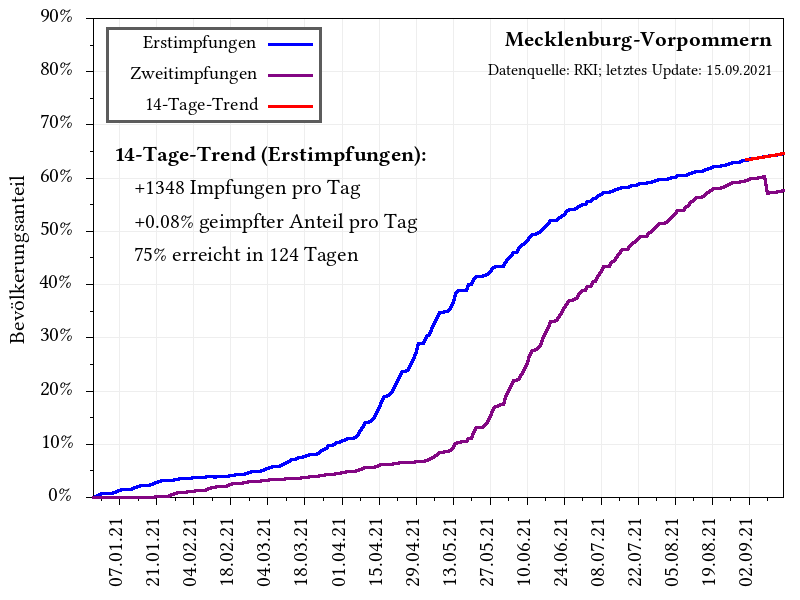 90%
80%
70%
60%
50%
40%
30%
20%
10%
0%
Bevölkerungsanteil
Erstimpfungen
Zweitimpfungen
14-Tage-Trend
Mecklenburg-Vorpommern
Datenquelle: RKI; letztes Update: 15.09.2021
14-Tage-Trend (Erstimpfungen):
+1348 Impfungen pro Tag
+0.08% geimpfter Anteil pro Tag
75% erreicht in 124 Tagen
07.01.21
21.01.21
04.02.21
18.02.21
04.03.21
18.03.21
01.04.21
15.04.21
29.04.21
13.05.21
27.05.21
10.06.21
24.06.21
08.07.21
22.07.21
05.08.21
19.08.21
02.09.21